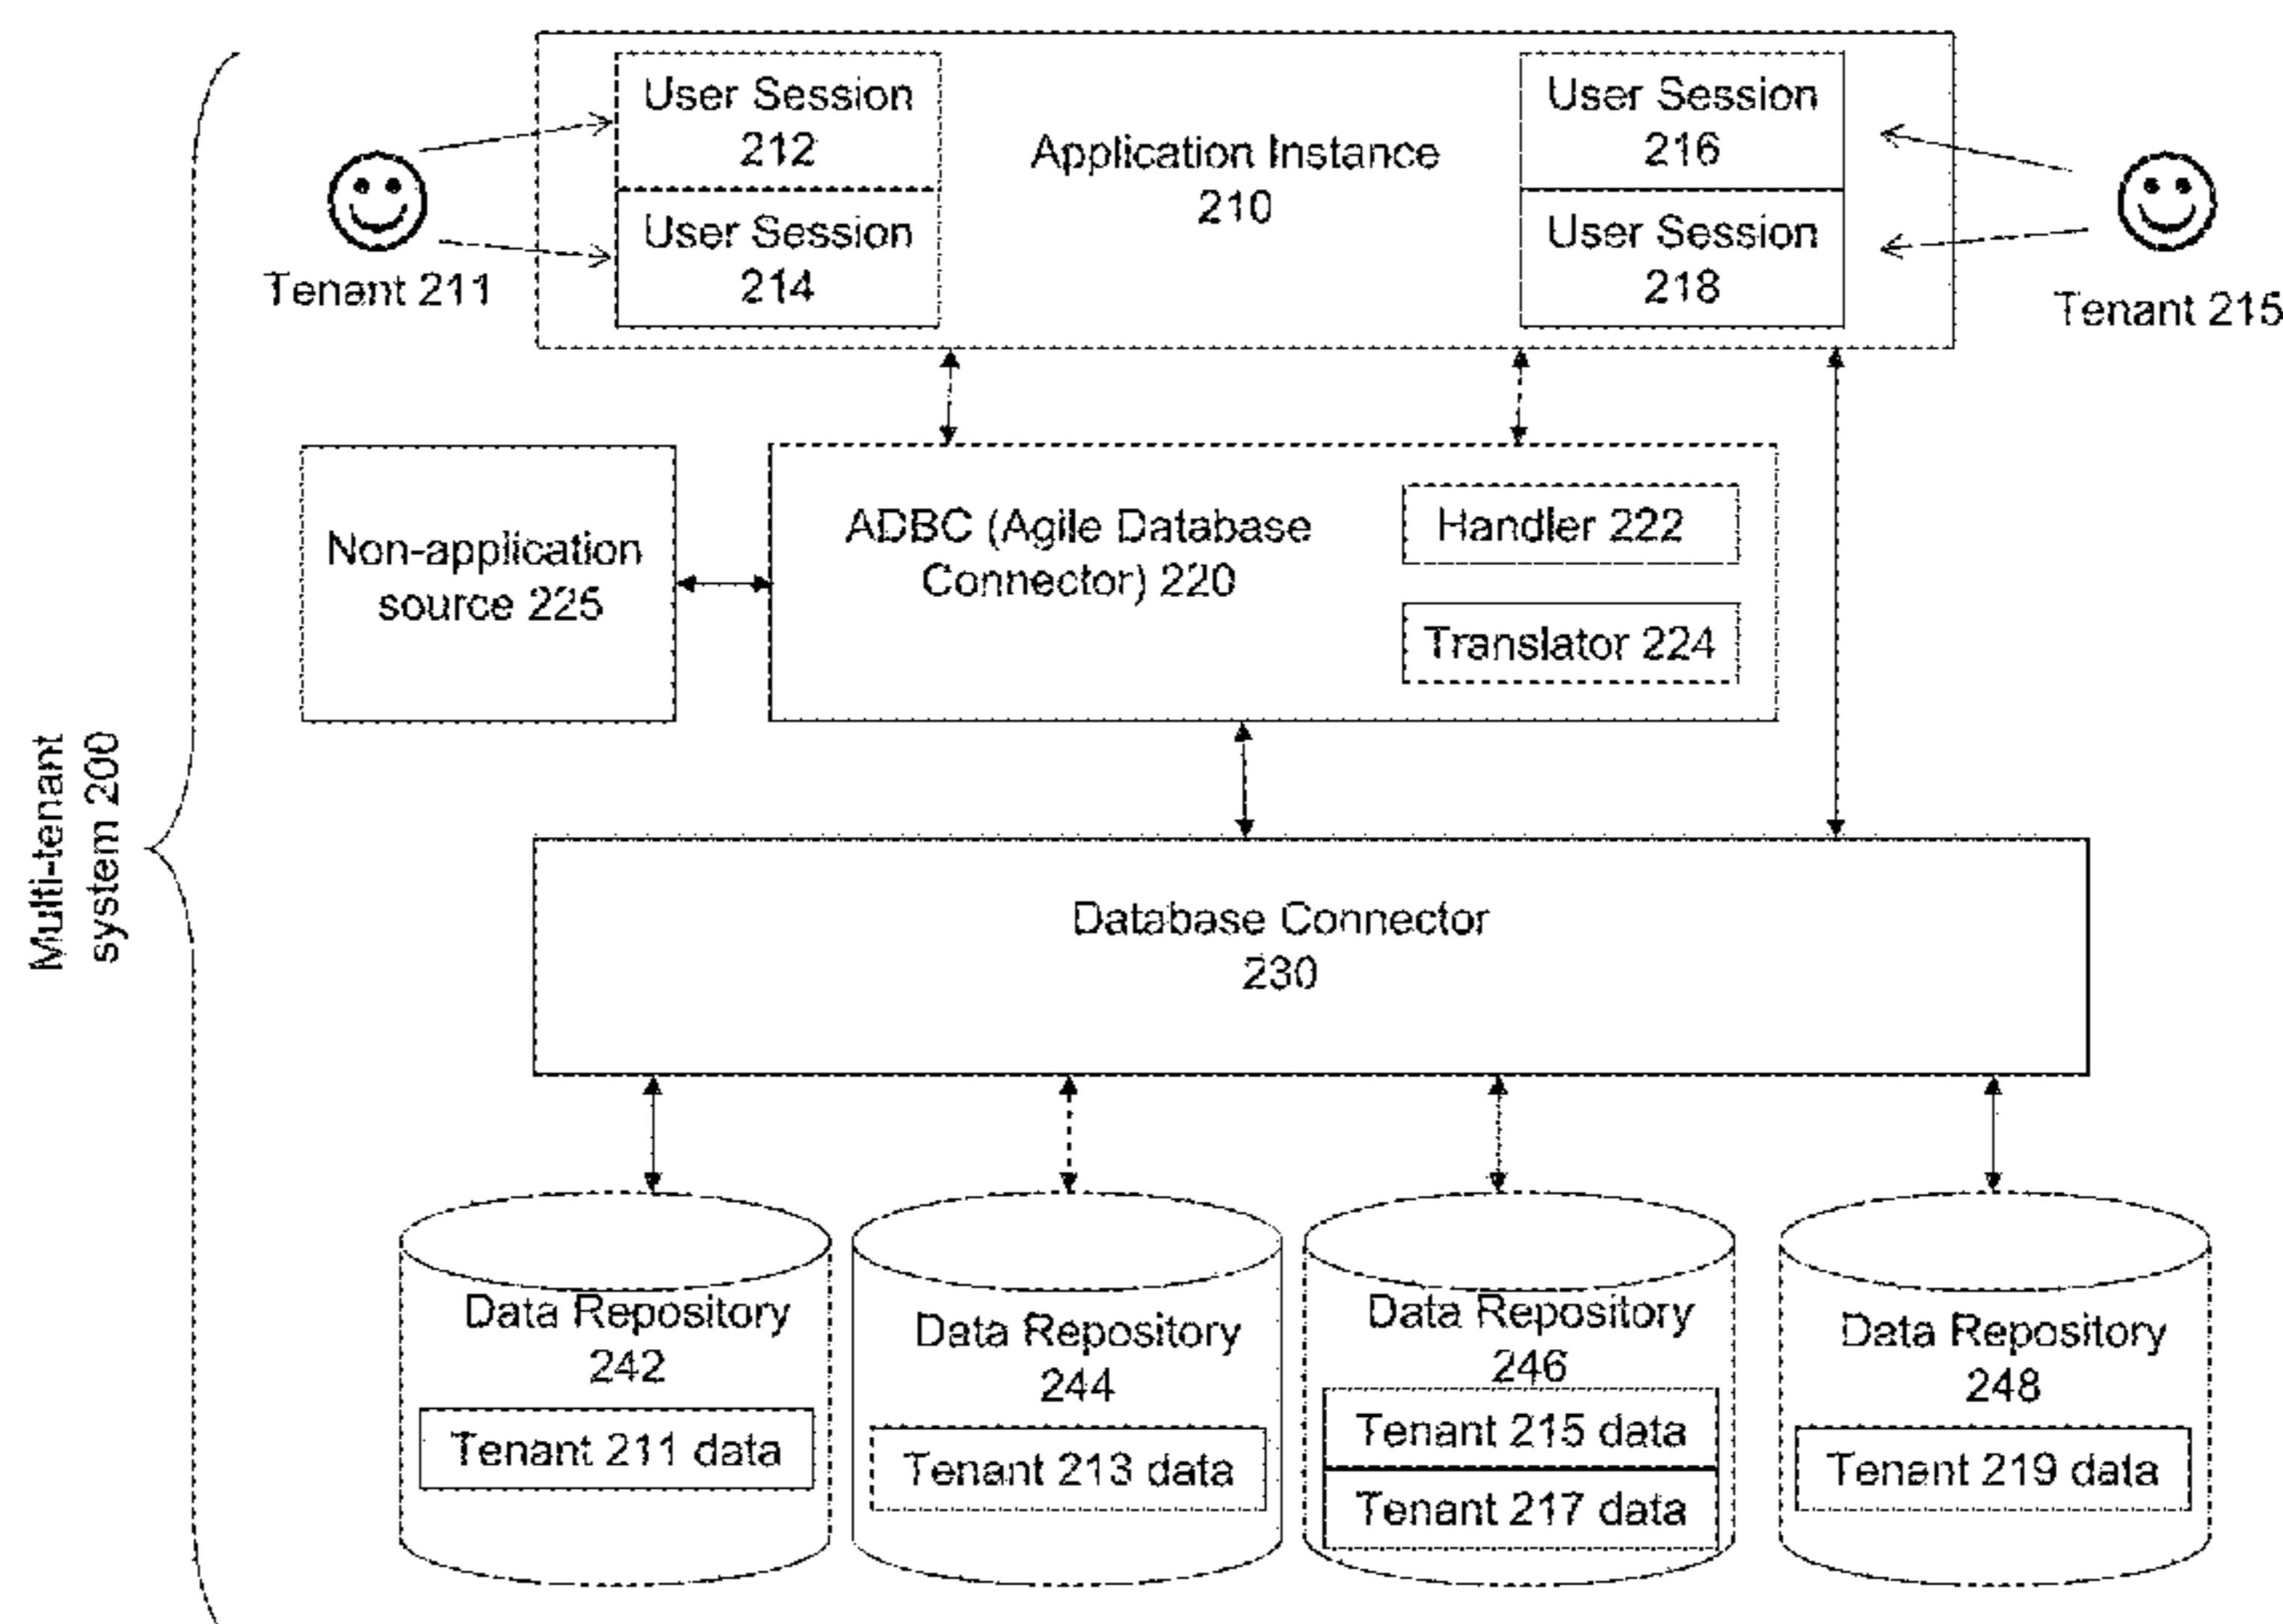 User Session
212
User Session
214
Application Instance
210
User Session
216
User Session
218
Tenant 211
Tenant 215
Non-application
source 225
ADBC (Agile Database
Connector) 220
Handler 222
Translator 224
Multi-tenant
system 200
Database Connector
230
Data Repository
242
Tenant 211 data
Data Repository
244
Tenant 213 data
Data Repository
246
Tenant 215 data
Tenant 217 data
Data Repository
248
Tenant 219 data